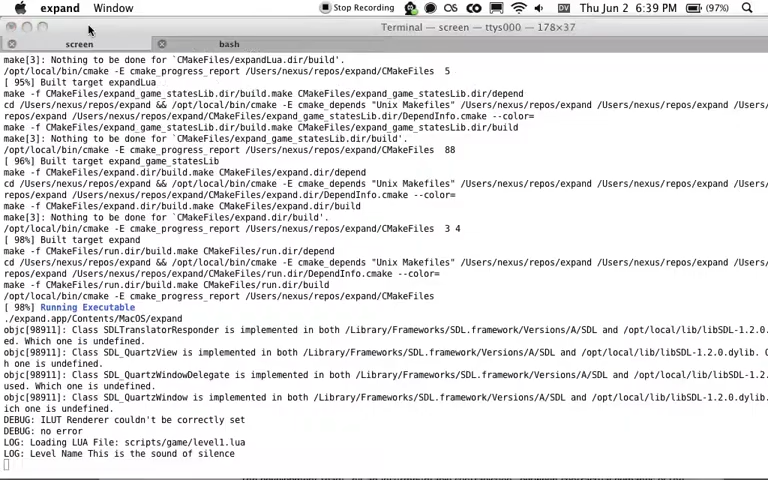 expand Window Stop Recording Thu Jun 2 6:39 PM (97%)
Terminal — screen — ttys000 — 178×37
screen bash
make[3]: Nothing to be done for `CMakeFiles/expandLua.dir/build'.
/opt/local/bin/cmake -E cmake_progress_report /Users/nexus/repos/expand/CMakeFiles  5
[ 95%] Built target expandLua
make -f CMakeFiles/expand_game_statesLib.dir/build.make CMakeFiles/expand_game_statesLib.dir/depend
cd /Users/nexus/repos/expand && /opt/local/bin/cmake -E cmake_depends "Unix Makefiles" /Users/nexus/repos/expand /Users/nexus/repos/expand /Users/
repos/expand /Users/nexus/repos/expand/CMakeFiles/expand_game_statesLib.dir/DependInfo.cmake --color=
make -f CMakeFiles/expand_game_statesLib.dir/build.make CMakeFiles/expand_game_statesLib.dir/build
make[3]: Nothing to be done for `CMakeFiles/expand_game_statesLib.dir/build'.
/opt/local/bin/cmake -E cmake_progress_report /Users/nexus/repos/expand/CMakeFiles  88
[ 96%] Built target expand_game_statesLib
make -f CMakeFiles/expand.dir/build.make CMakeFiles/expand.dir/depend
cd /Users/nexus/repos/expand && /opt/local/bin/cmake -E cmake_depends "Unix Makefiles" /Users/nexus/repos/expand /Users/nexus/repos/expand /Users/
repos/expand /Users/nexus/repos/expand/CMakeFiles/expand.dir/DependInfo.cmake --color=
make -f CMakeFiles/expand.dir/build.make CMakeFiles/expand.dir/build
make[3]: Nothing to be done for `CMakeFiles/expand.dir/build'.
/opt/local/bin/cmake -E cmake_progress_report /Users/nexus/repos/expand/CMakeFiles  3 4
[ 98%] Built target expand
make -f CMakeFiles/run.dir/build.make CMakeFiles/run.dir/depend
cd /Users/nexus/repos/expand && /opt/local/bin/cmake -E cmake_depends "Unix Makefiles" /Users/nexus/repos/expand /Users/nexus/repos/expand /Users/
repos/expand /Users/nexus/repos/expand/CMakeFiles/run.dir/DependInfo.cmake --color=
make -f CMakeFiles/run.dir/build.make CMakeFiles/run.dir/build
/opt/local/bin/cmake -E cmake_progress_report /Users/nexus/repos/expand/CMakeFiles
[ 98%] Running Executable
./expand.app/Contents/MacOS/expand
objc[98911]: Class SDLTranslatorResponder is implemented in both /Library/Frameworks/SDL.framework/Versions/A/SDL and /opt/local/lib/libSDL-1.2.0.
ed. Which one is undefined.
objc[98911]: Class SDL_QuartzView is implemented in both /Library/Frameworks/SDL.framework/Versions/A/SDL and /opt/local/lib/libSDL-1.2.0.dylib. O
h one is undefined.
objc[98911]: Class SDL_QuartzWindowDelegate is implemented in both /Library/Frameworks/SDL.framework/Versions/A/SDL and /opt/local/lib/libSDL-1.2.
used. Which one is undefined.
objc[98911]: Class SDL_QuartzWindow is implemented in both /Library/Frameworks/SDL.framework/Versions/A/SDL and /opt/local/lib/libSDL-1.2.0.dylib.
ich one is undefined.
DEBUG: ILUT Renderer couldn't be correctly set
DEBUG: no error
LOG: Loading LUA File: scripts/game/level1.lua
LOG: Level Name This is the sound of silence